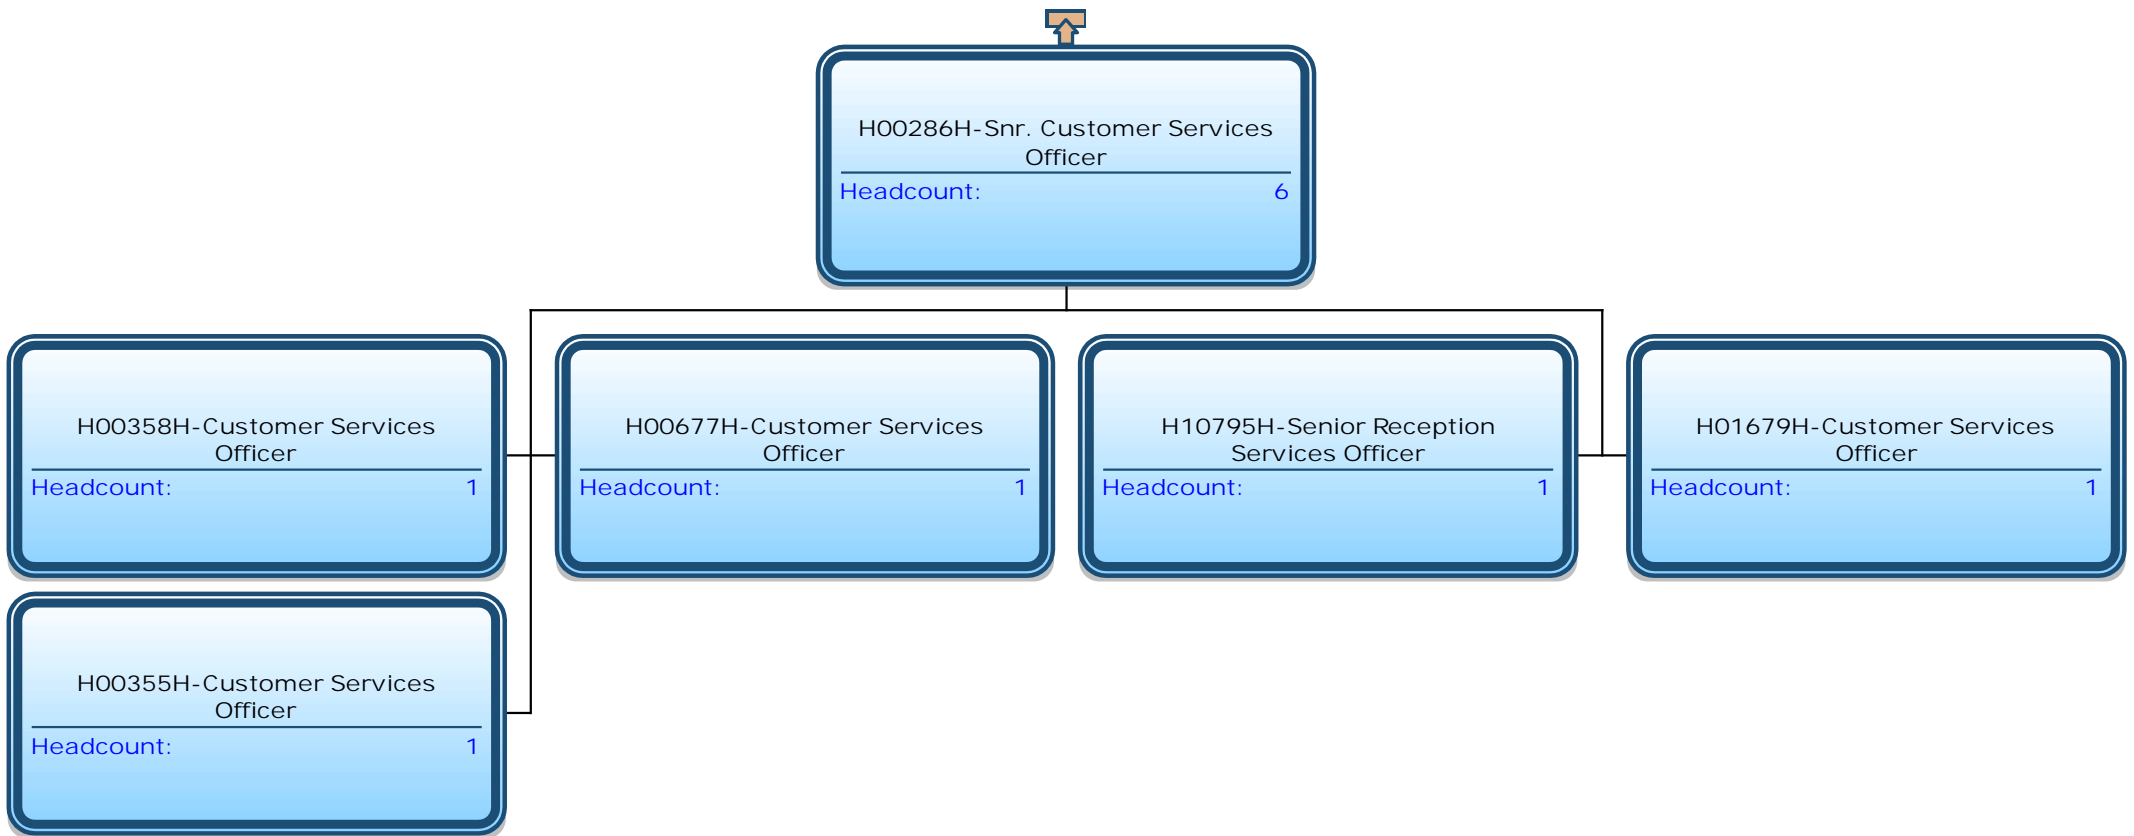 H00286H-Snr. Customer Services
Officer
Headcount: 6
H00358H-Customer Services
Officer
Headcount: 1
H00677H-Customer Services
Officer
Headcount: 1
H10795H-Senior Reception
Services Officer
Headcount: 1
H01679H-Customer Services
Officer
Headcount: 1
H00355H-Customer Services
Officer
Headcount: 1